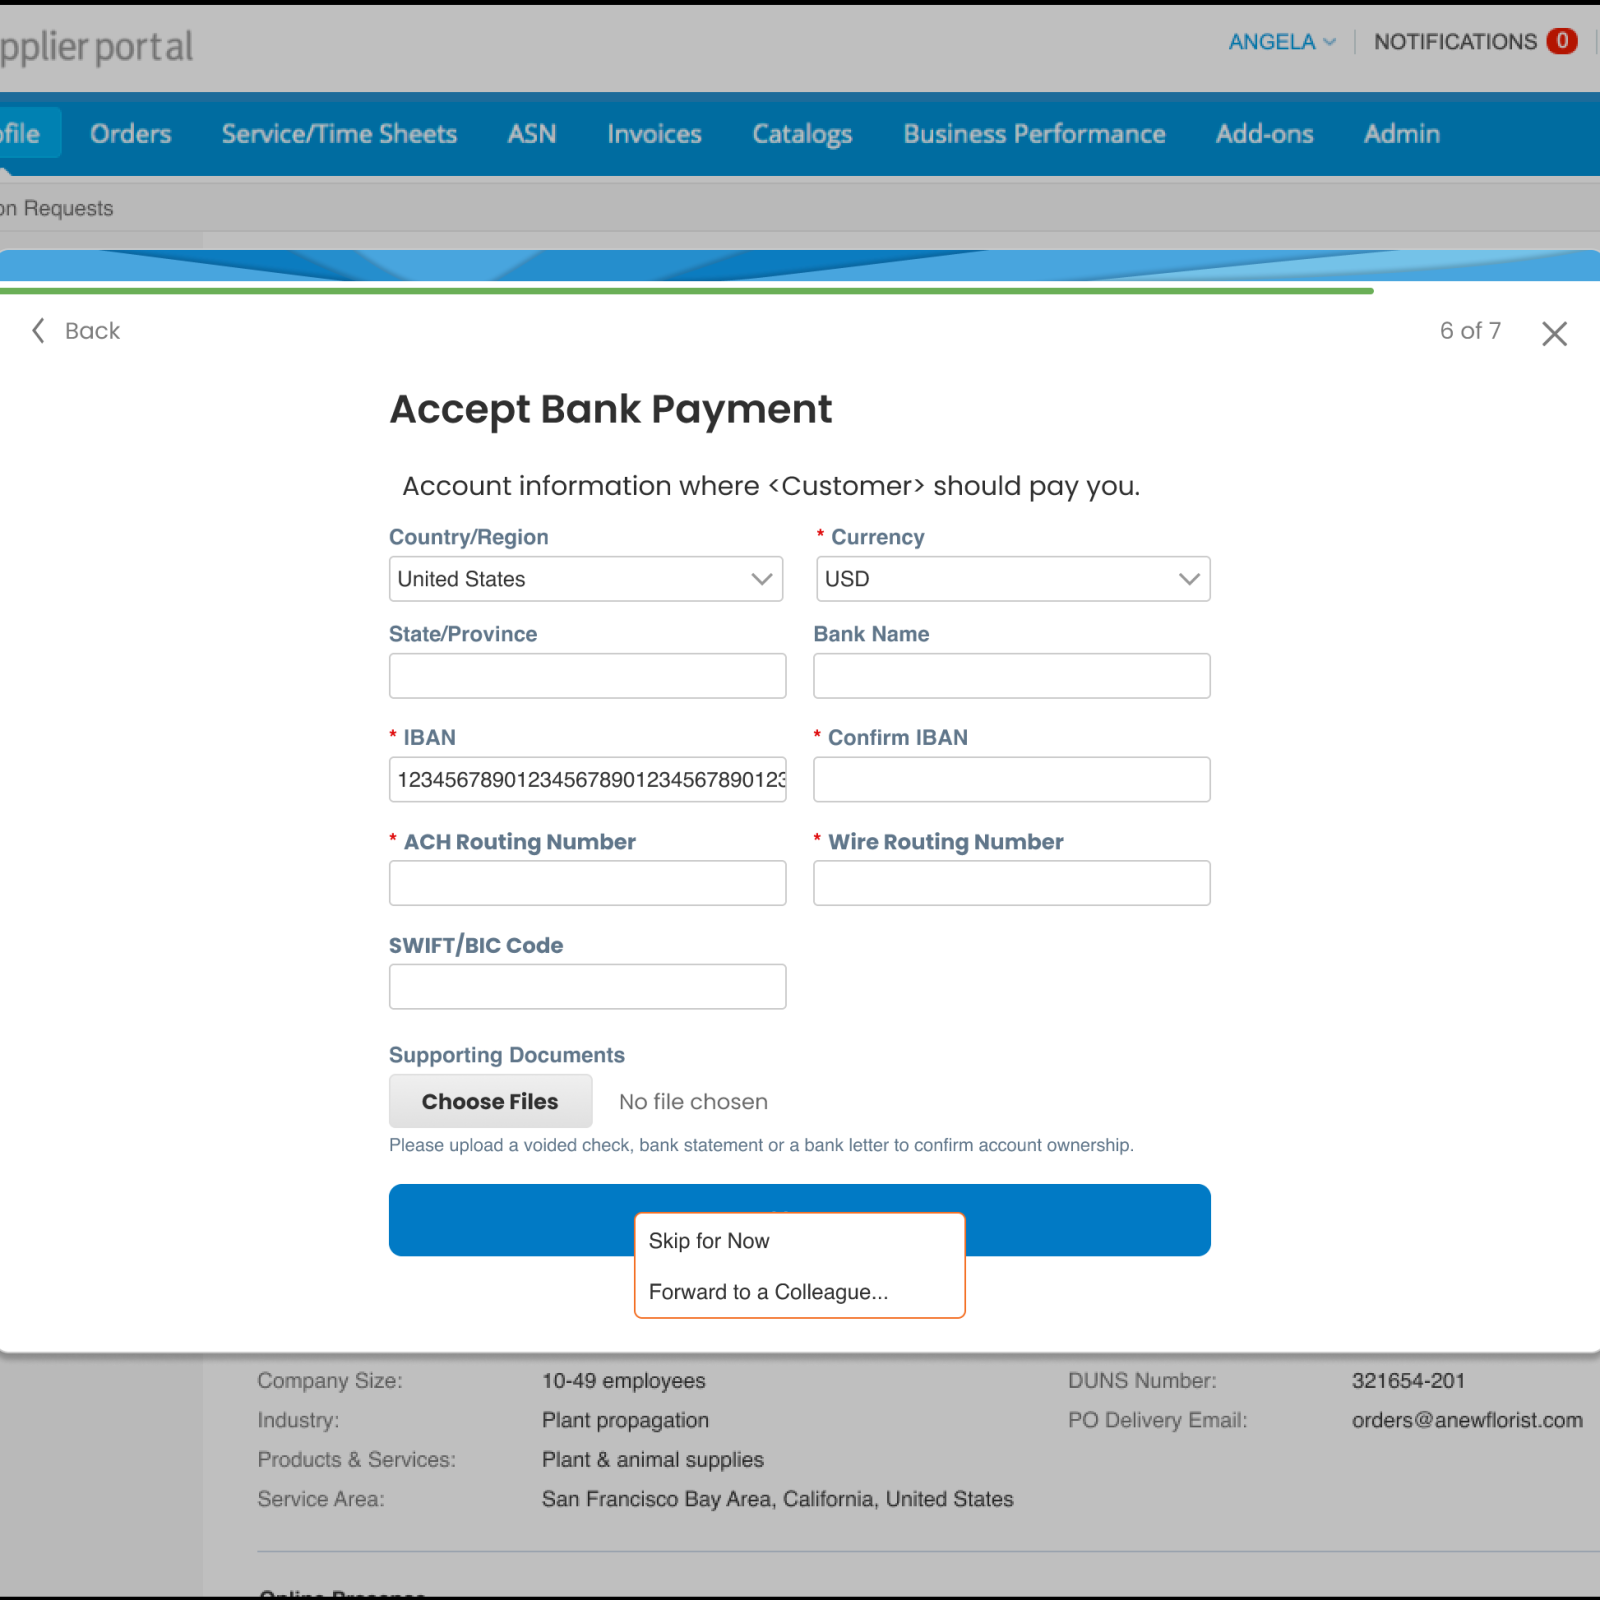 pplier portal
ANGELA
NOTIFICATIONS 0
ofile Orders Service/Time Sheets ASN Invoices Catalogs Business Performance Add-ons Admin
on Requests
Back
6 of 7
Accept Bank Payment
Account information where <Customer> should pay you.
Country/Region * Currency
United States USD
State/Province Bank Name
* IBAN * Confirm IBAN
123456789012345678901234567890123
* ACH Routing Number * Wire Routing Number
SWIFT/BIC Code
Supporting Documents
Choose Files No file chosen
Please upload a voided check, bank statement or a bank letter to confirm account ownership.
Skip for Now
Forward to a Colleague...
Company Size: 10-49 employees DUNS Number: 321654-201
Industry: Plant propagation PO Delivery Email: orders@anewflorist.com
Products & Services: Plant & animal supplies
Service Area: San Francisco Bay Area, California, United States
Online Presence